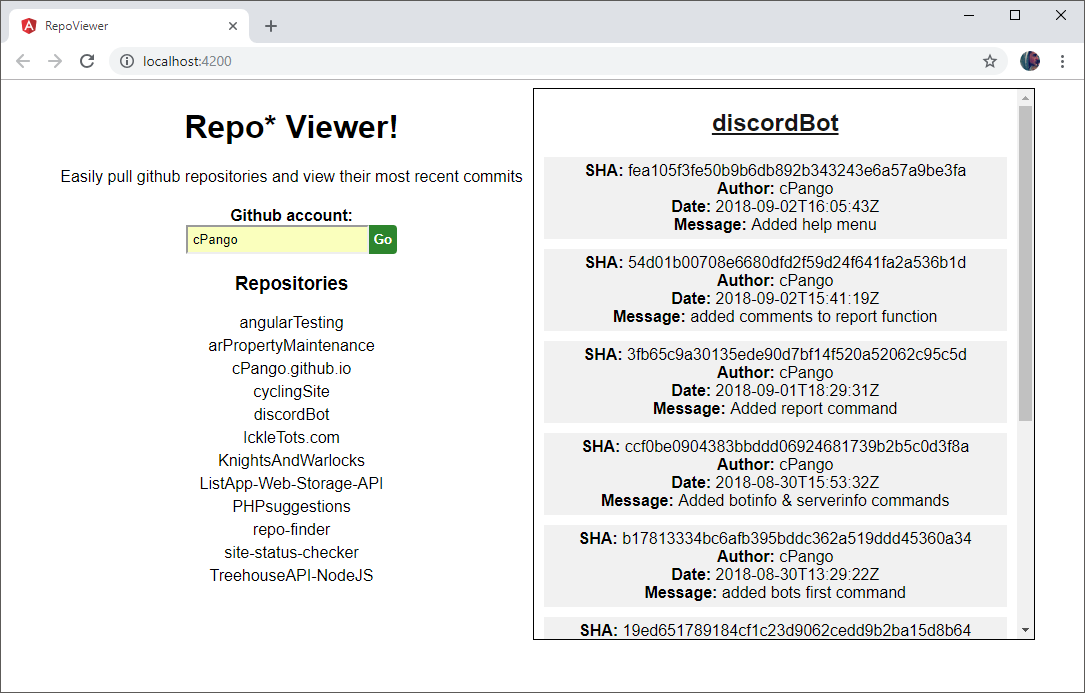 RepoViewer
localhost:4200
Repo* Viewer!
Easily pull github repositories and view their most recent commits
Github account:
cPango
Go
Repositories
angularTesting
arPropertyMaintenance
cPango.github.io
cyclingSite
discordBot
IckleTots.com
KnightsAndWarlocks
ListApp-Web-Storage-API
PHPsuggestions
repo-finder
site-status-checker
TreehouseAPI-NodeJS
discordBot
SHA: fea105f3fe50b9b6db892b343243e6a57a9be3fa
Author: cPango
Date: 2018-09-02T16:05:43Z
Message: Added help menu
SHA: 54d01b00708e6680dfd2f59d24f641fa2a536b1d
Author: cPango
Date: 2018-09-02T15:41:19Z
Message: added comments to report function
SHA: 3fb65c9a30135ede90d7bf14f520a52062c95c5d
Author: cPango
Date: 2018-09-01T18:29:31Z
Message: Added report command
SHA: ccf0be0904383bbddd06924681739b2b5c0d3f8a
Author: cPango
Date: 2018-08-30T15:53:32Z
Message: Added botinfo & serverinfo commands
SHA: b17813334bc6afb395bddc362a519ddd45360a34
Author: cPango
Date: 2018-08-30T13:29:22Z
Message: added bots first command
SHA: 19ed651789184cf1c23d9062cedd9b2ba15d8b64